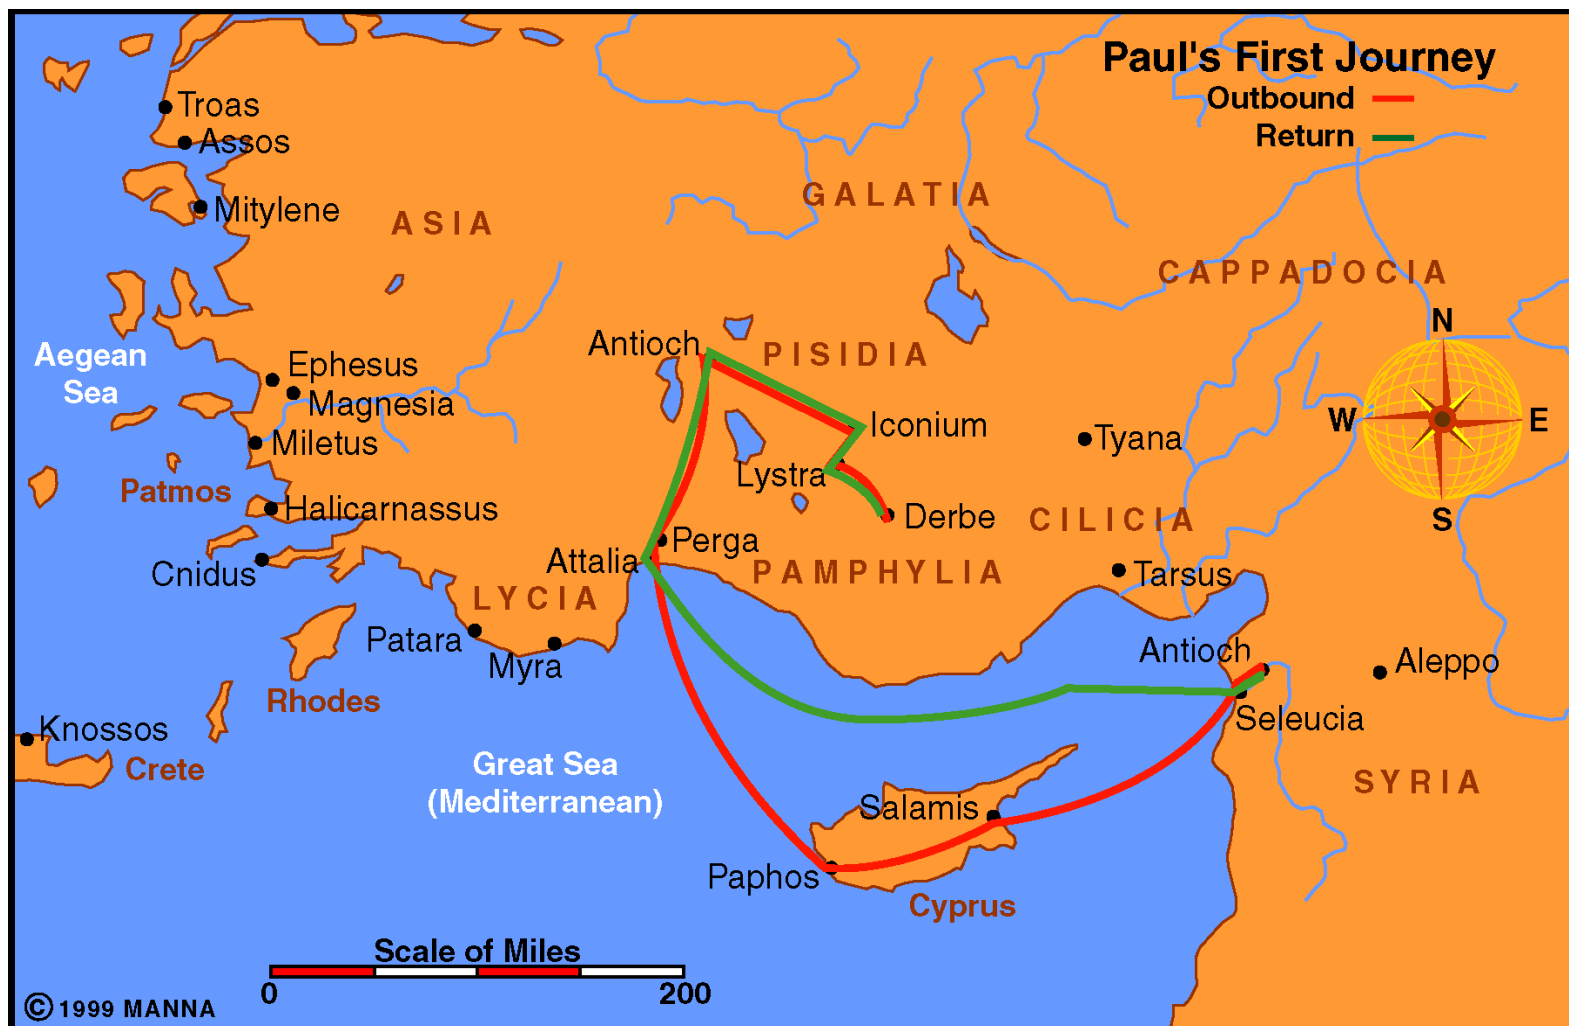 Paul's First Journey
Outbound
Return
Troas
Assos
Mitylene
ASIA
GALATIA
CAPPADOCIA
N
Aegean
Sea
Antioch
PISIDIA
Ephesus
Magnesia
Iconium
W
E
Miletus
Tyana
Lystra
Patmos
Halicarnassus
Derbe
CILICIA
S
Perga
Attalia
Cnidus
PAMPHYLIA
Tarsus
LYCIA
Patara
Myra
Antioch
Aleppo
Rhodes
Seleucia
Knossos
Crete
Great Sea
(Mediterranean)
SYRIA
Salamis
Paphos
Cyprus
Scale of Miles
0
200
© 1999 MANNA